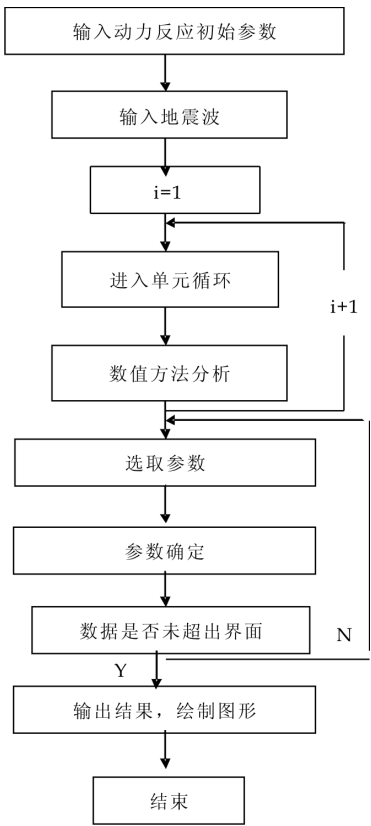 输入动力反应初始参数
输入地震波
i=1
进入单元循环
i+1
数值方法分析
选取参数
参数确定
数据是否未超出界面
N
Y
输出结果，绘制图形
结束